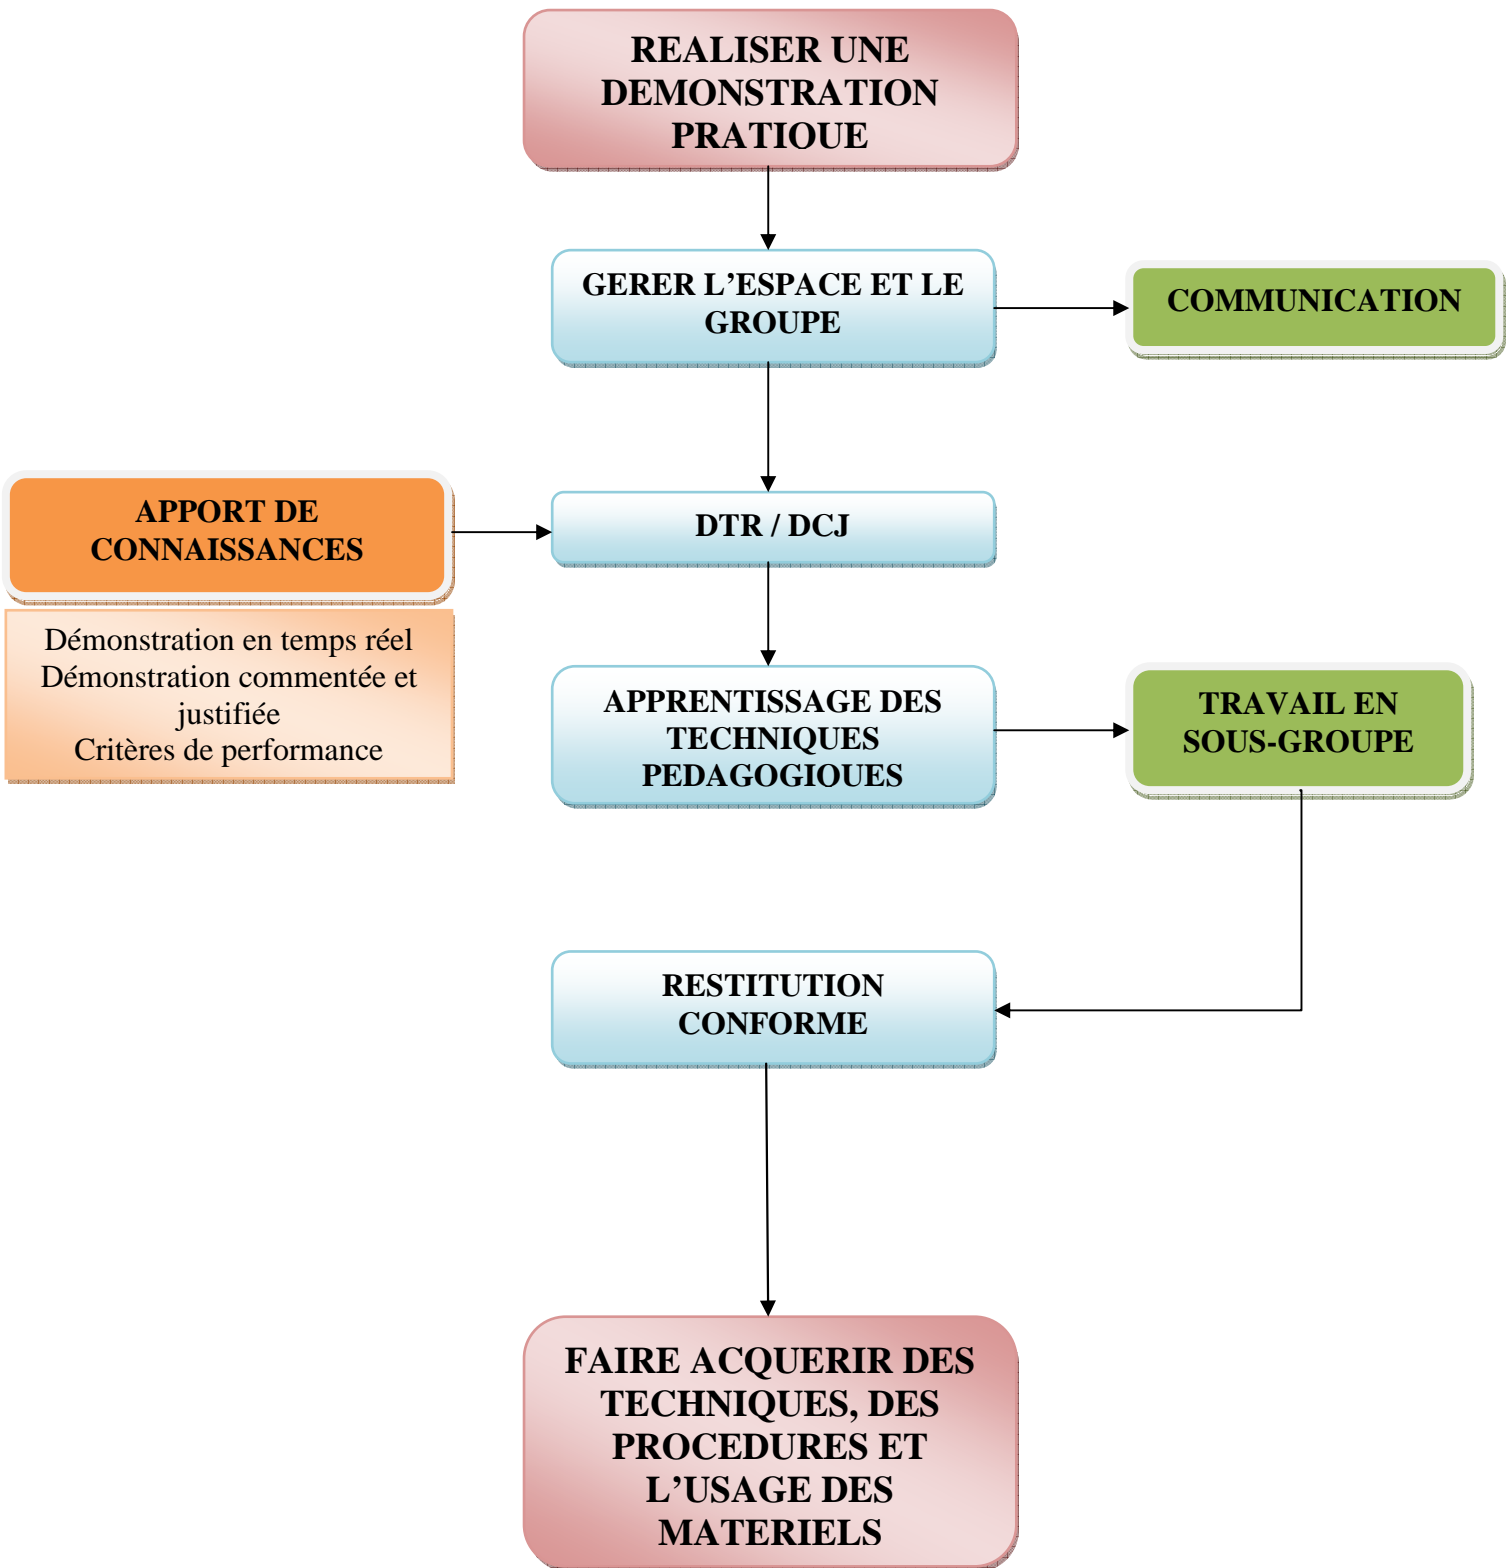 REALISER UNE
DEMONSTRATION
PRATIQUE
GERER L’ESPACE ET LE
GROUPE
COMMUNICATION
APPORT DE
CONNAISSANCES
DTR / DCJ
Démonstration en temps réel
Démonstration commentée et
justifiée
Critères de performance
APPRENTISSAGE DES
TECHNIQUES
PEDAGOGIQUES
TRAVAIL EN
SOUS-GROUPE
RESTITUTION
CONFORME
FAIRE ACQUERIR DES
TECHNIQUES, DES
PROCEDURES ET
L’USAGE DES
MATERIELS